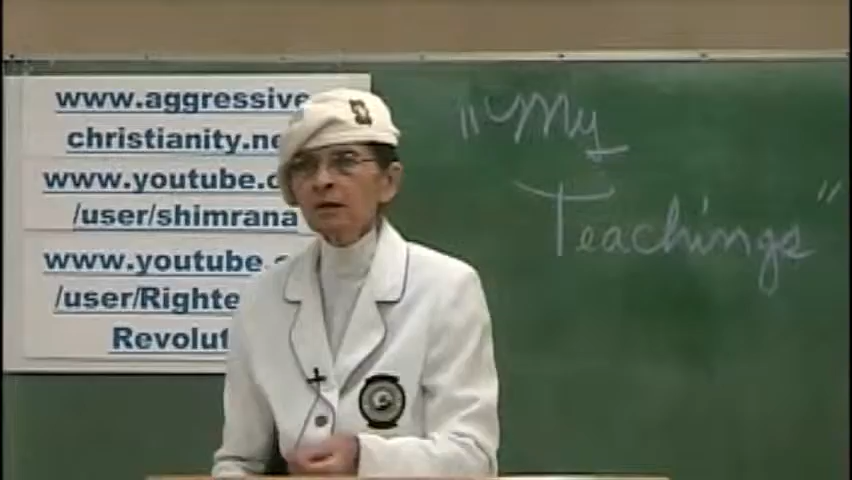 www.aggressive
christianity.ne
www.youtube.c
/user/shimrana
www.youtube.
/user/Righte
Revolut
"My
Teachings"